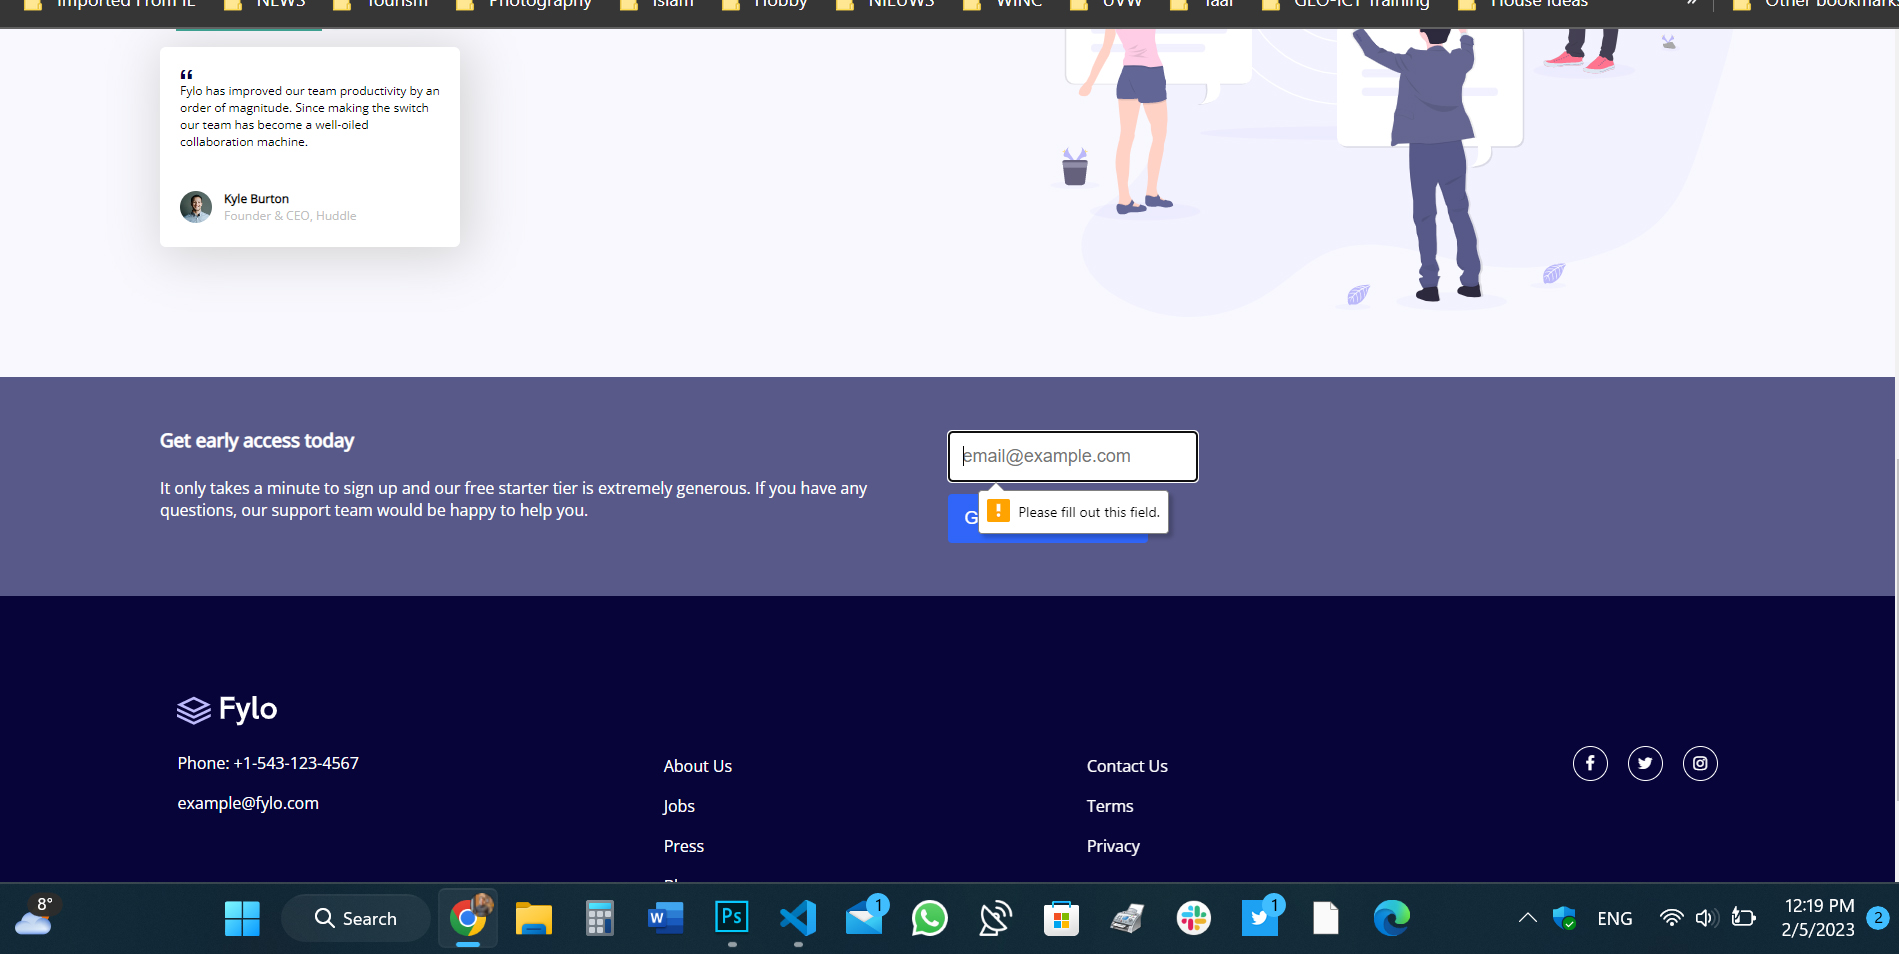 Imported From IE NEWS Tourism Photography Islam Hobby NIEUWS WINC UVW Taal GEO-ICT Training House Ideas » Other bookmarks
“
Fylo has improved our team productivity by an
order of magnitude. Since making the switch
our team has become a well-oiled
collaboration machine.
Kyle Burton
Founder & CEO, Huddle
Get early access today
It only takes a minute to sign up and our free starter tier is extremely generous. If you have any
questions, our support team would be happy to help you.
email@example.com
G
Please fill out this field.
Fylo
Phone: +1-543-123-4567
example@fylo.com
About Us
Jobs
Press
Contact Us
Terms
Privacy
8°
Search
W
Ps
1
1
ENG
12:19 PM
2/5/2023
2